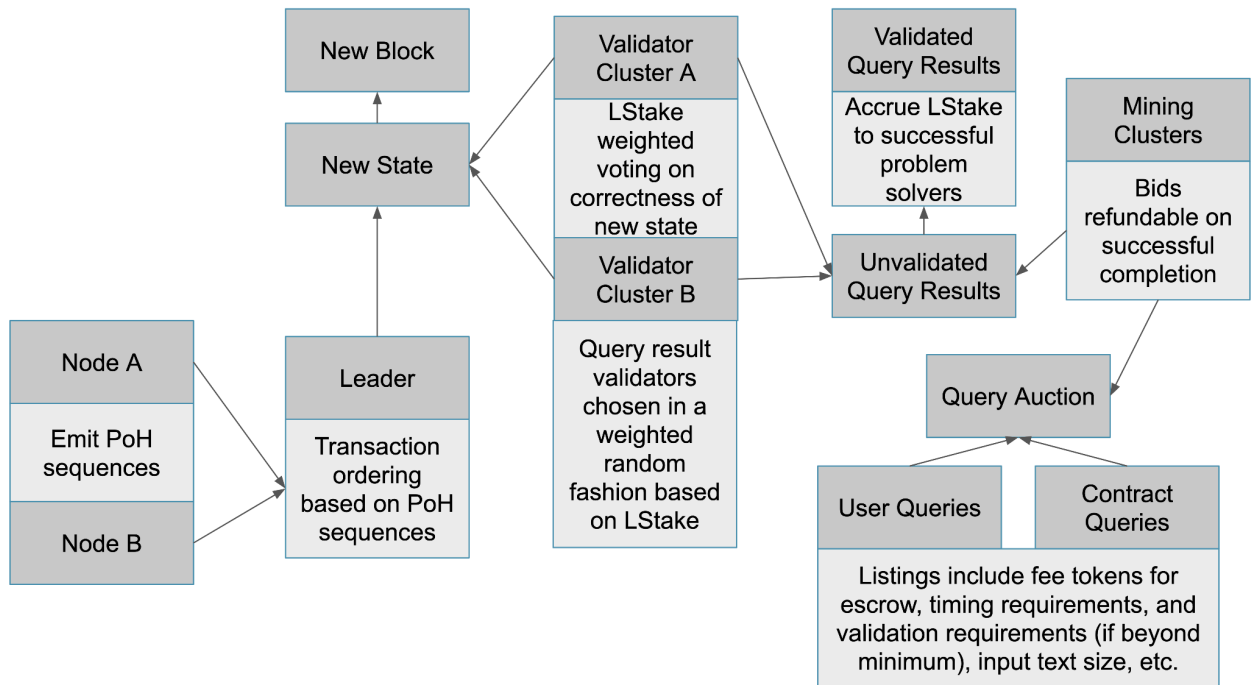 New Block
New State
Validator
Cluster A
LStake
weighted
voting on
correctness of
new state
Validator
Cluster B
Query result
validators
chosen in a
weighted
random
fashion based
on LStake
Validated
Query Results
Accrue LStake
to successful
problem
solvers
Unvalidated
Query Results
Mining
Clusters
Bids
refundable on
successful
completion
Node A
Emit PoH
sequences
Node B
Leader
Transaction
ordering
based on PoH
sequences
Query Auction
User Queries
Contract
Queries
Listings include fee tokens for
escrow, timing requirements, and
validation requirements (if beyond
minimum), input text size, etc.